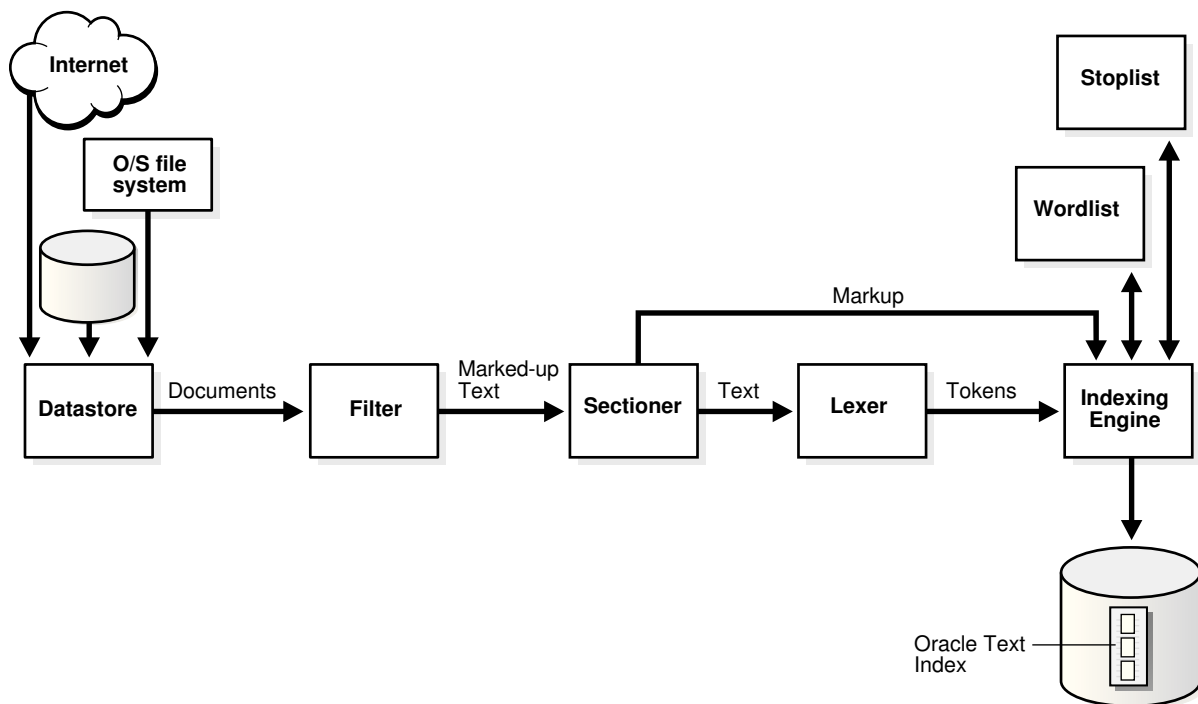 Internet
Stoplist
O/S file
system
Wordlist
Markup
Marked-up
Text
Documents
Text
Tokens
Datastore
Filter
Sectioner
Lexer
Indexing
Engine
Oracle Text
Index